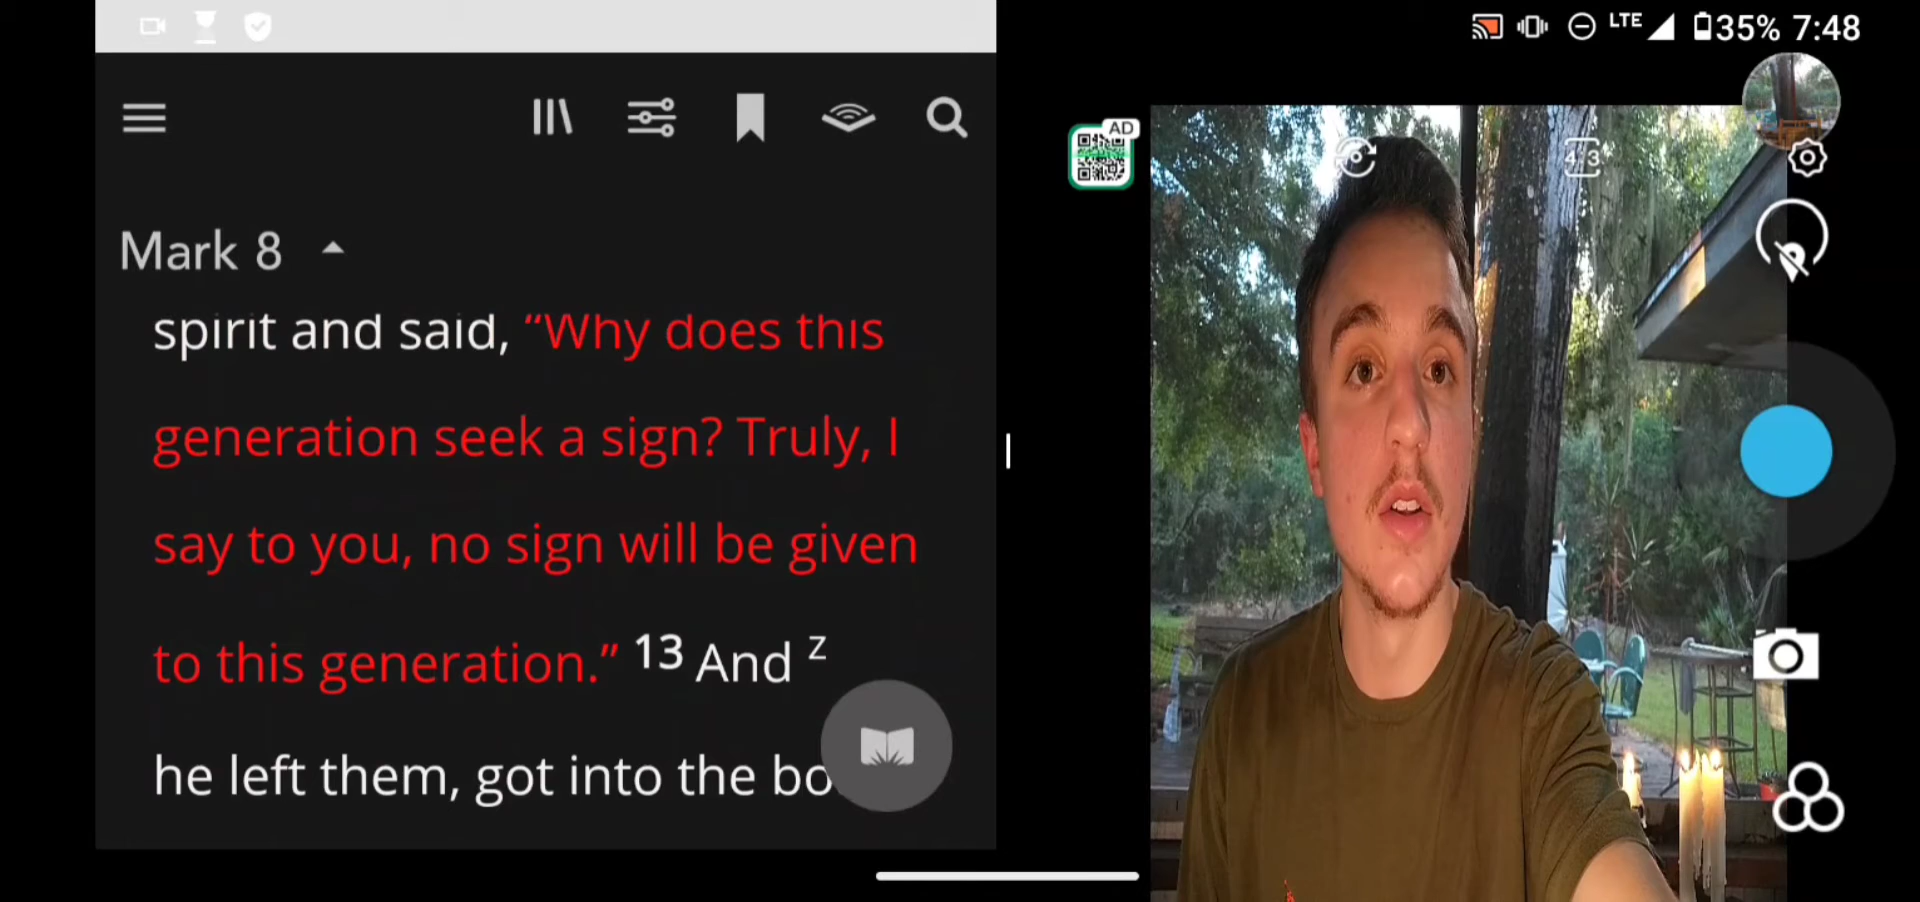 LTE 35% 7:48
AD
4:3
Mark 8
spirit and said, “Why does this
generation seek a sign? Truly, I
say to you, no sign will be given
to this generation.” 13 And z
he left them, got into the